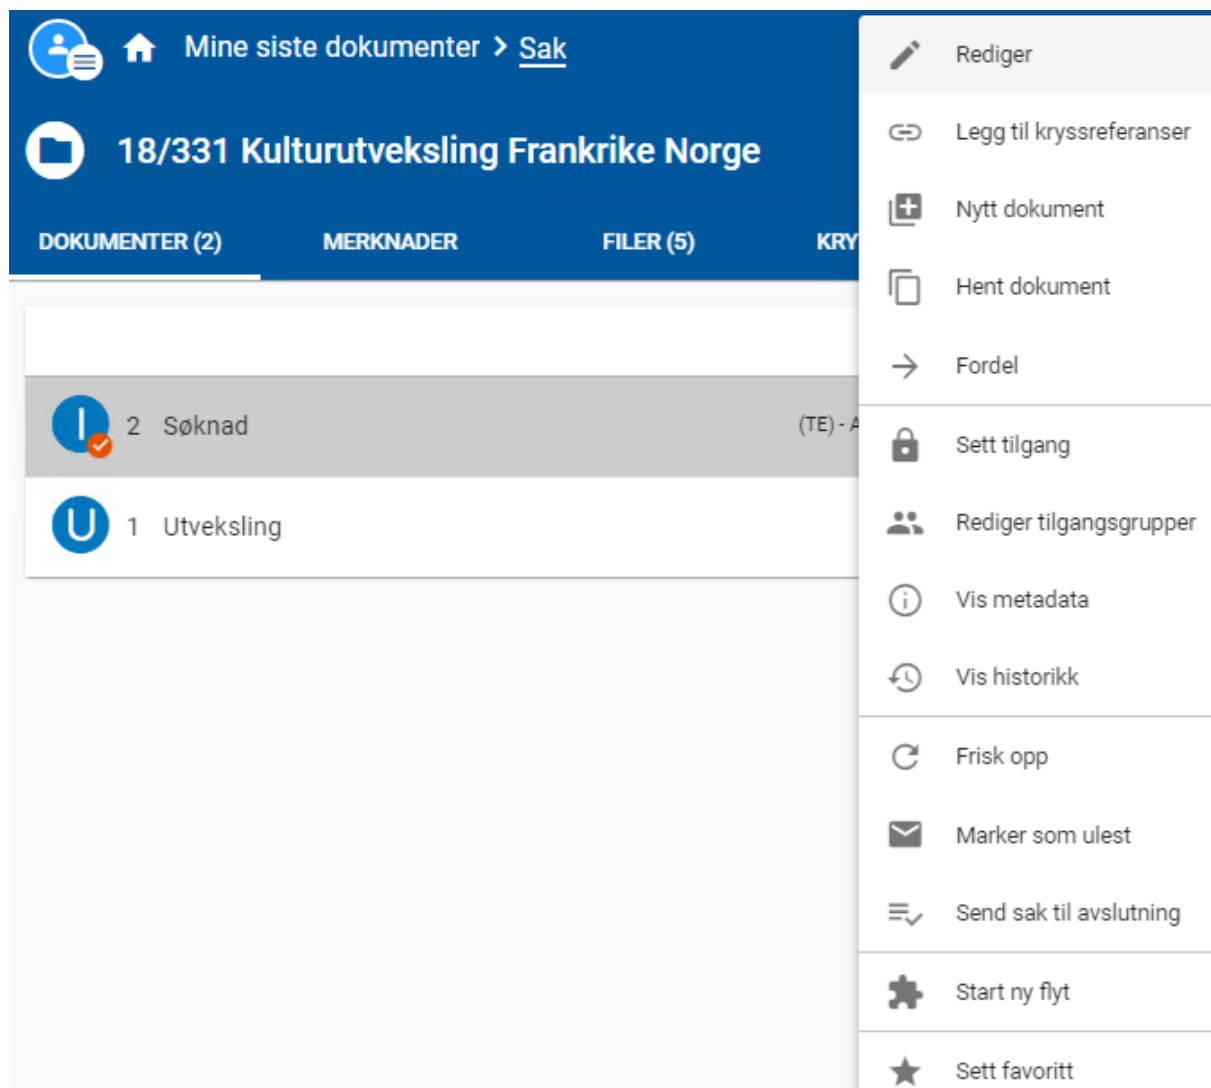 Mine siste dokumenter > Sak
18/331 Kulturutveksling Frankrike Norge
DOKUMENTER (2) MERKNADER FILER (5) KRY
I 2 Søknad (TE) - A
U 1 Utveksling
Rediger
Legg til kryssreferanser
Nytt dokument
Hent dokument
Fordel
Sett tilgang
Rediger tilgangsgrupper
Vis metadata
Vis historikk
Frisk opp
Marker som ulest
Send sak til avslutning
Start ny flyt
Sett favoritt